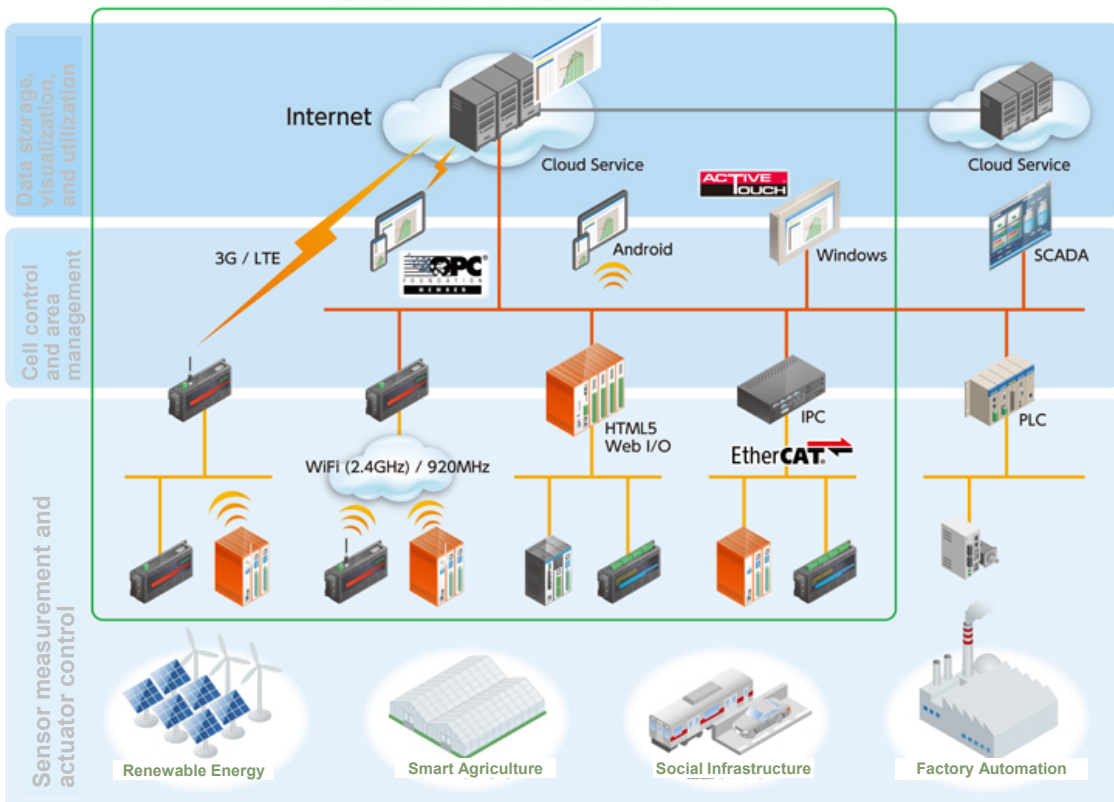 Data storage,
visualization,
and utilization
Internet
Cloud Service
Cloud Service
ACTIVE
TOUCH
3G / LTE
OPC
FOUNDATION
MEMBER
Android
Windows
SCADA
Cell control
and area
management
HTML5
Web I/O
IPC
PLC
WiFi (2.4GHz) / 920MHz
EtherCAT
Sensor measurement and
actuator control
Renewable Energy
Smart Agriculture
Social Infrastructure
Factory Automation